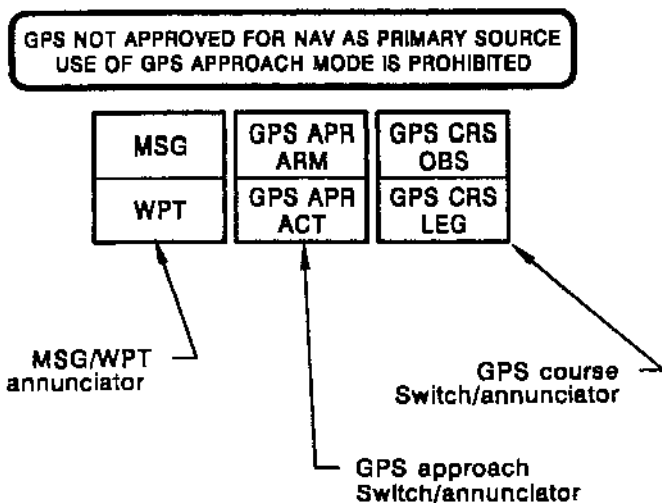 GPS NOT APPROVED FOR NAV AS PRIMARY SOURCE
USE OF GPS APPROACH MODE IS PROHIBITED
MSG
WPT
GPS APR
ARM
GPS APR
ACT
GPS CRS
OBS
GPS CRS
LEG
MSG/WPT
annunciator
GPS course
Switch/annunciator
GPS approach
Switch/annunciator